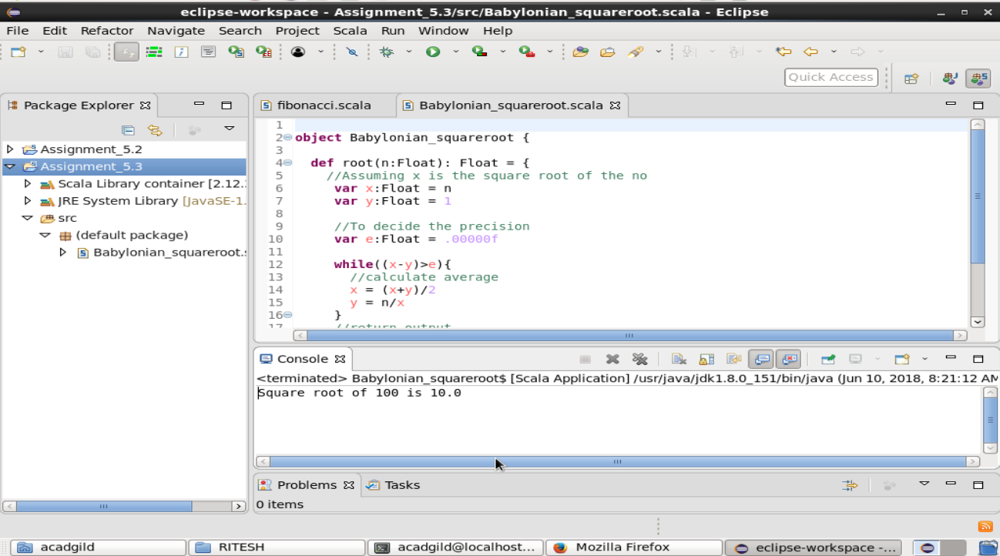 eclipse-workspace - Assignment_5.3/src/Babylonian_squareroot.scala - Eclipse
File Edit Refactor Navigate Search Project Scala Run Window Help
Quick Access
Package Explorer
Assignment_5.2
Assignment_5.3
Scala Library container [2.12.
JRE System Library [JavaSE-1.
src
(default package)
Babylonian_squareroot.s
fibonacci.scala Babylonian_squareroot.scala
1
2 object Babylonian_squareroot {
3
4 def root(n:Float): Float = {
5 //Assuming x is the square root of the no
6 var x:Float = n
7 var y:Float = 1
8
9 //To decide the precision
10 var e:Float = .00000f
11
12 while((x-y)>e){
13 //calculate average
14 x = (x+y)/2
15 y = n/x
16 }
17 //return output
Console
<terminated> Babylonian_squareroot$ [Scala Application] /usr/java/jdk1.8.0_151/bin/java (Jun 10, 2018, 8:21:12 AM
Square root of 100 is 10.0
Problems Tasks
0 items
acadgild RITESH acadgild@localhost:... Mozilla Firefox eclipse-workspace -...